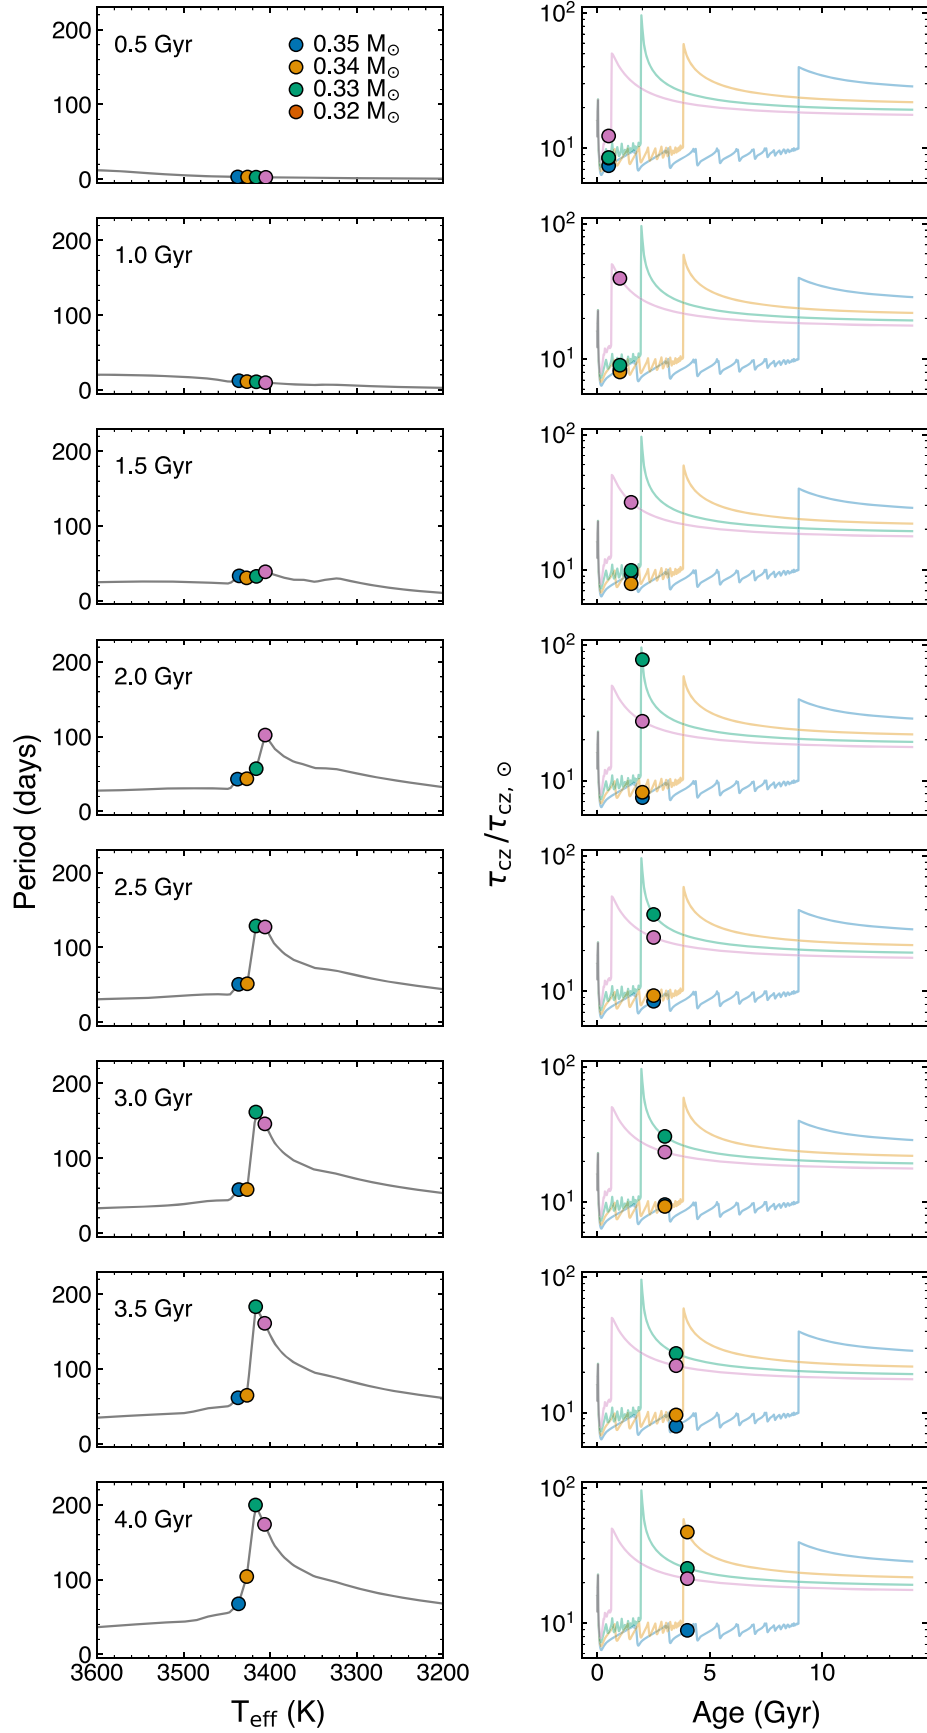 0.5 Gyr
0.35 M⊙
0.34 M⊙
0.33 M⊙
0.32 M⊙
200
100
0
10²
10¹
1.0 Gyr
200
100
0
10²
10¹
1.5 Gyr
200
100
0
10²
10¹
2.0 Gyr
200
100
0
10²
10¹
Period (days)
τcz/τcz, ⊙
2.5 Gyr
200
100
0
10²
10¹
3.0 Gyr
200
100
0
10²
10¹
3.5 Gyr
200
100
0
10²
10¹
4.0 Gyr
200
100
0
10²
10¹
3600 3500 3400 3300 3200
0 5 10
Teff (K)
Age (Gyr)